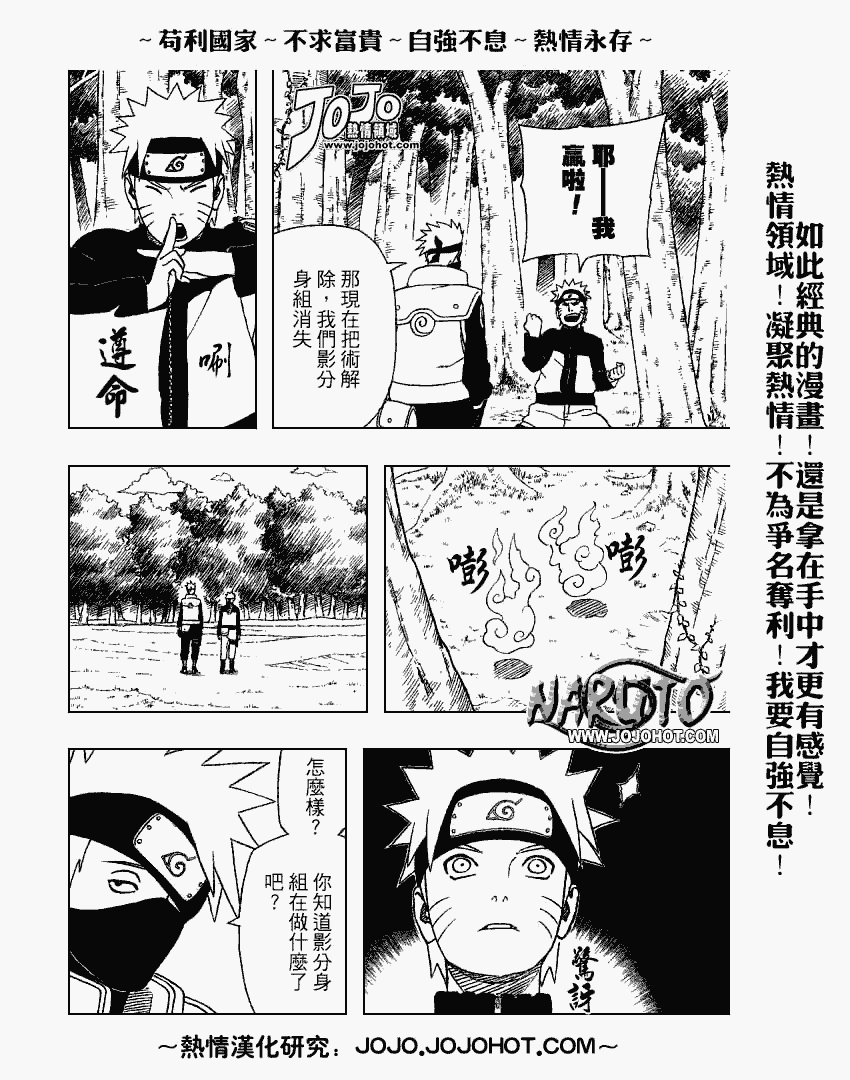 ~苟利國家~不求富貴~自強不息~熱情永存~
JOJO
熱情領域
www.jojohot.com
耶——我
贏啦！
那現在把術解
除，我們影分
身組消失
唰
遵命
嘭
嘭
NARUTO
WWW.JOJOHOT.COM
驚訝
怎麼樣？
你知道影分身
組在做什麼了
吧？
如此經典的漫畫！還是拿在手中才更有感覺！
熱情領域！凝聚熱情！不為爭名奪利！我要自強不息！
~熱情漢化研究：JOJO.JOJOHOT.COM~